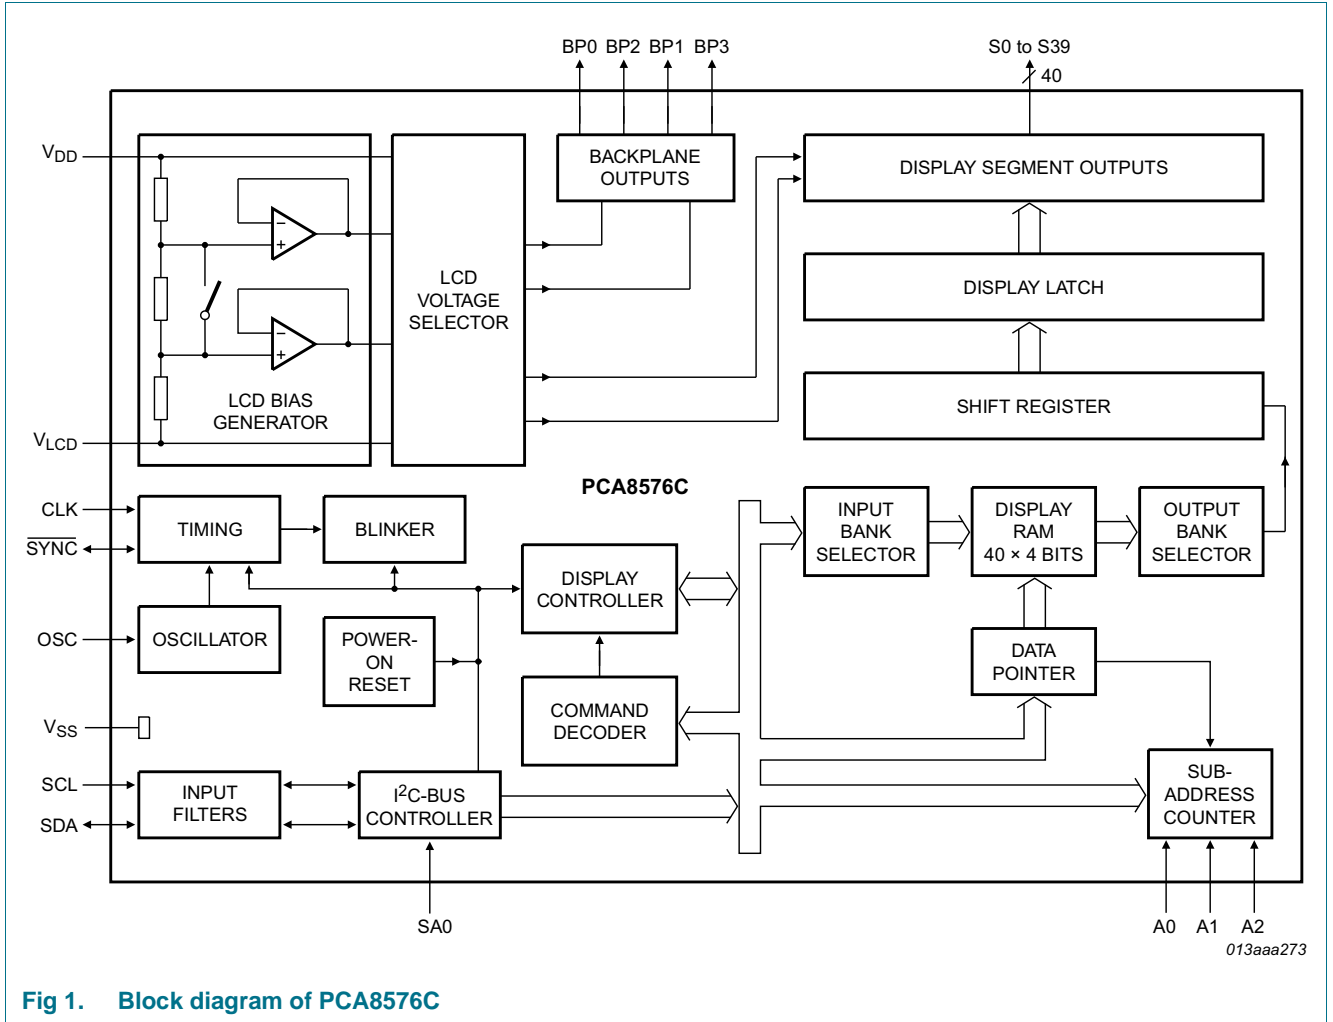 BP0 BP2 BP1 BP3
S0 to S39
40
VDD
BACKPLANE
OUTPUTS
DISPLAY SEGMENT OUTPUTS
−
+
LCD
VOLTAGE
SELECTOR
DISPLAY LATCH
−
+
LCD BIAS
GENERATOR
SHIFT REGISTER
VLCD
PCA8576C
CLK
TIMING
BLINKER
SYNC
INPUT
BANK
SELECTOR
DISPLAY
RAM
40 × 4 BITS
OUTPUT
BANK
SELECTOR
DISPLAY
CONTROLLER
OSC
OSCILLATOR
POWER-
ON
RESET
DATA
POINTER
COMMAND
DECODER
VSS
SCL
SDA
INPUT
FILTERS
I2C-BUS
CONTROLLER
SUB-
ADDRESS
COUNTER
SA0
A0 A1 A2
013aaa273
Fig 1. Block diagram of PCA8576C